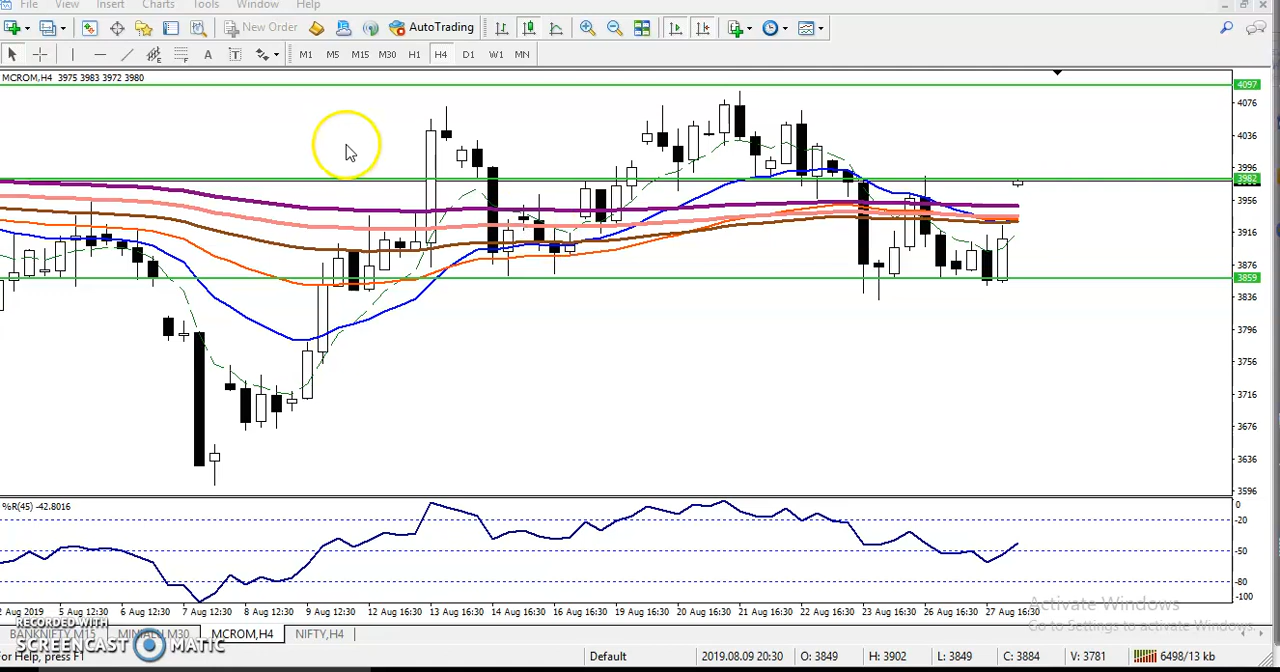 File View Insert Charts Tools Window Help
New Order AutoTrading
M1 M5 M15 M30 H1 H4 D1 W1 MN
MCROM,H4 3975 3983 3972 3980
4097
4076
4036
3996
3982
3956
3916
3876
3859
3836
3796
3756
3716
3676
3636
3596
%R(45) -42.8016
0
-20
-50
-80
-100
2 Aug 2019 5 Aug 12:30 6 Aug 12:30 7 Aug 12:30 8 Aug 12:30 9 Aug 12:30 12 Aug 16:30 13 Aug 16:30 14 Aug 16:30 16 Aug 16:30 19 Aug 16:30 20 Aug 16:30 21 Aug 16:30 22 Aug 16:30 23 Aug 16:30 26 Aug 16:30 27 Aug 16:30
Activate Windows
Go to Settings to activate Windows.
RECORDED WITH
SCREENCAST MATIC
BANKNIFTY,M15 MCROM,H4 NIFTY,H4
For Help, press F1 Default 2019.08.09 20:30 O: 3849 H: 3902 L: 3849 C: 3884 V: 3781 6498/13 kb